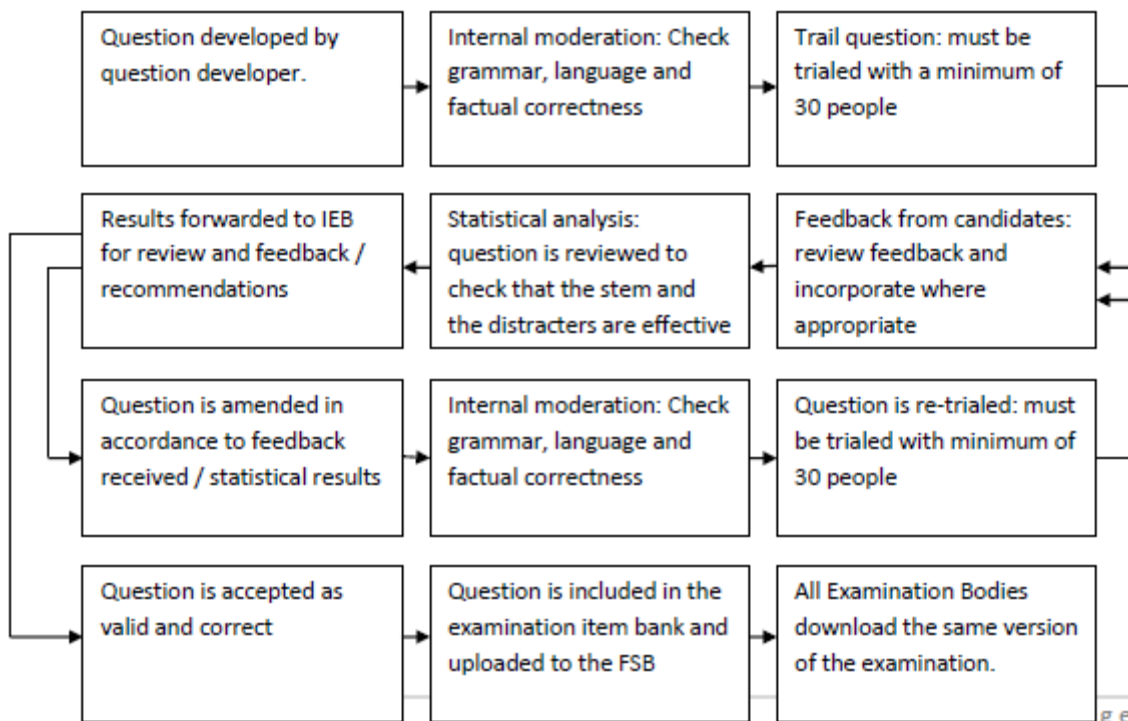 Question developed by
question developer.
Internal moderation: Check
grammar, language and
factual correctness
Trail question: must be
trialed with a minimum of
30 people
Results forwarded to IEB
for review and feedback /
recommendations
Statistical analysis:
question is reviewed to
check that the stem and
the distracters are effective
Feedback from candidates:
review feedback and
incorporate where
appropriate
Question is amended in
accordance to feedback
received / statistical results
Internal moderation: Check
grammar, language and
factual correctness
Question is re-trialed: must
be trialed with minimum of
30 people
Question is accepted as
valid and correct
Question is included in the
examination item bank and
uploaded to the FSB
All Examination Bodies
download the same version
of the examination.